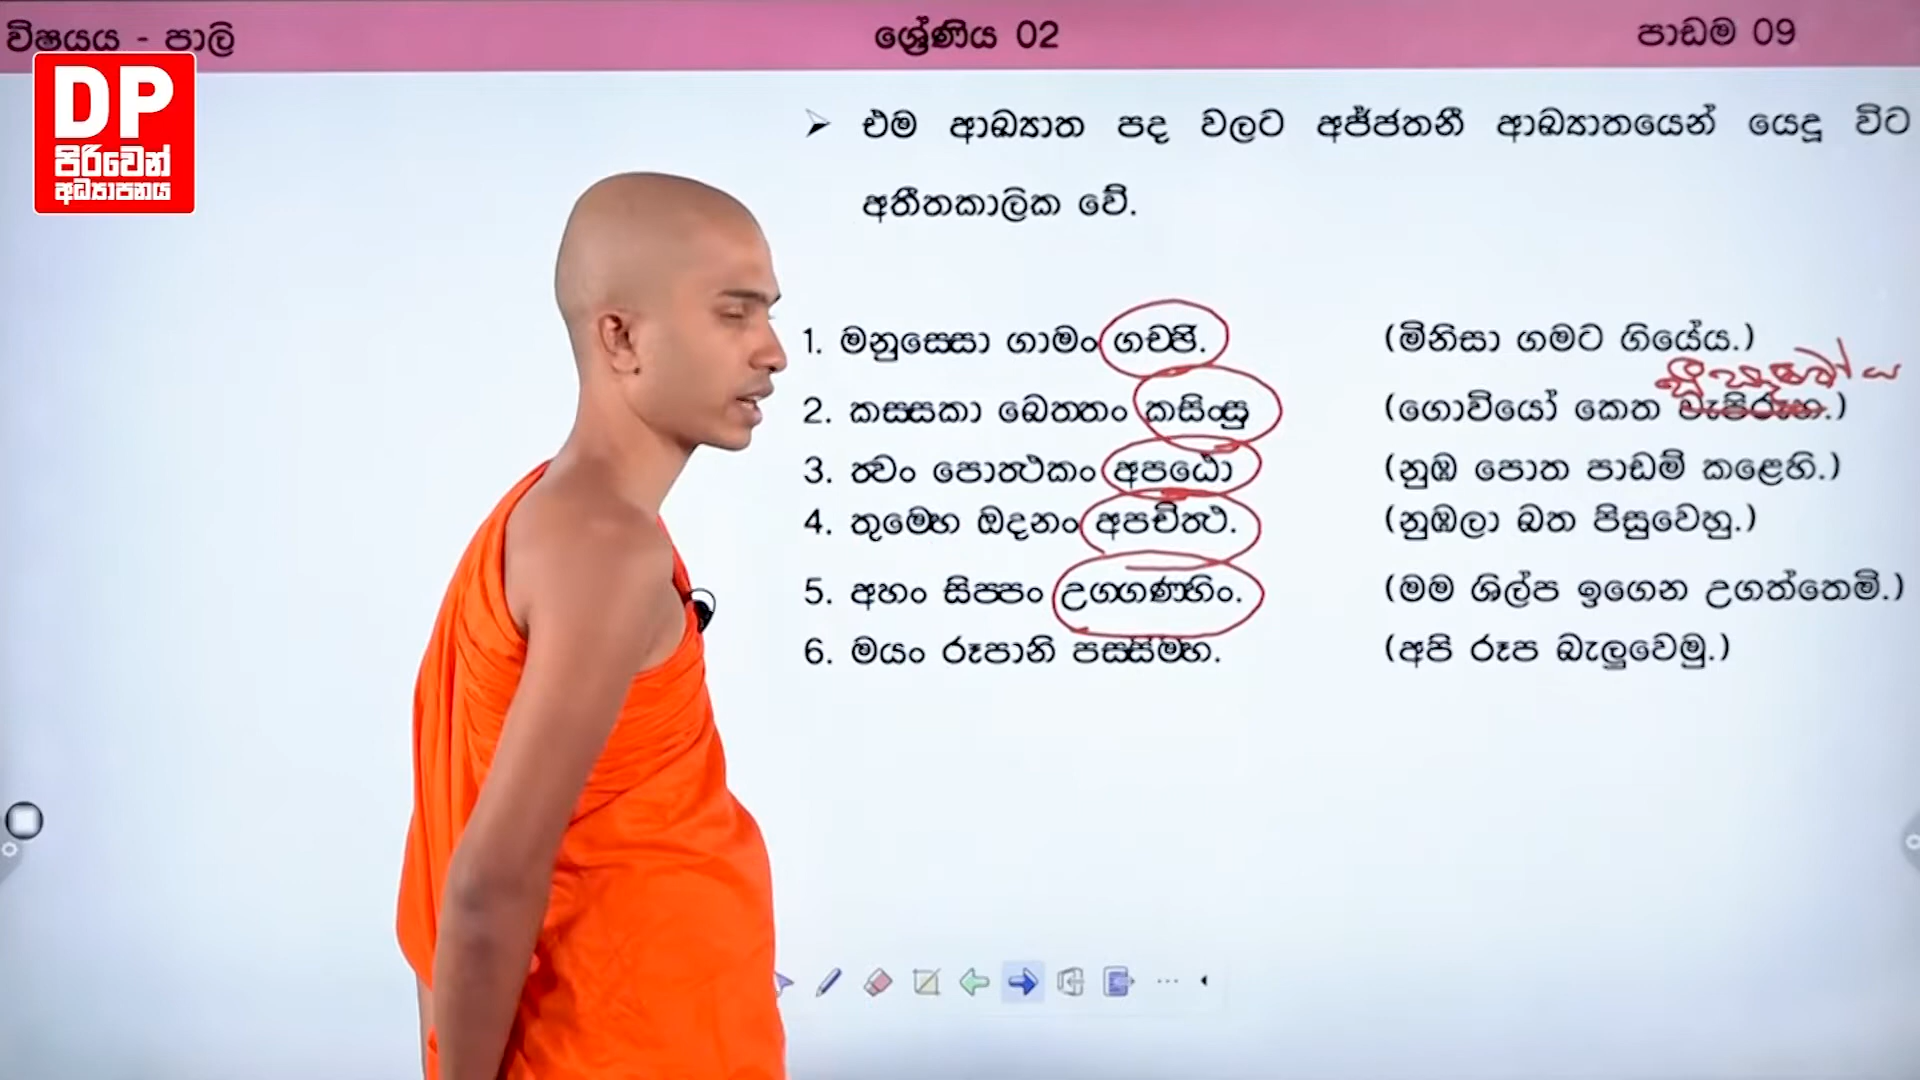 විෂයය - පාලි ශ්‍රේණිය 02 පාඩම 09
DP
පිරිවෙන්
අධ්‍යාපනය
➢ එම ආඛ්‍යාත පද වලට අජ්ජතනී ආඛ්‍යාතයෙන් යෙදූ විට
අතීතකාලික වේ.
1. මනුස්සො ගාමං ගච්ඡි. (මිනිසා ගමට ගියේය.)
2. කස්සකා ඛෙත්තං කසිංසු (ගොවියෝ කෙත .)
3. ත්වං පොත්ථකං අපඨො (නුඹ පොත පාඩම් කළෙහි.)
4. තුම්හෙ ඔදනං අපචිත්ථ. (නුඹලා බත පිසුවෙහු.)
5. අහං සිප්පං උග්ගණ්හිං. (මම ශිල්ප ඉගෙන උගත්තෙමි.)
6. මයං රූපානි පස්සිම්හ. (අපි රූප බැලුවෙමු.)